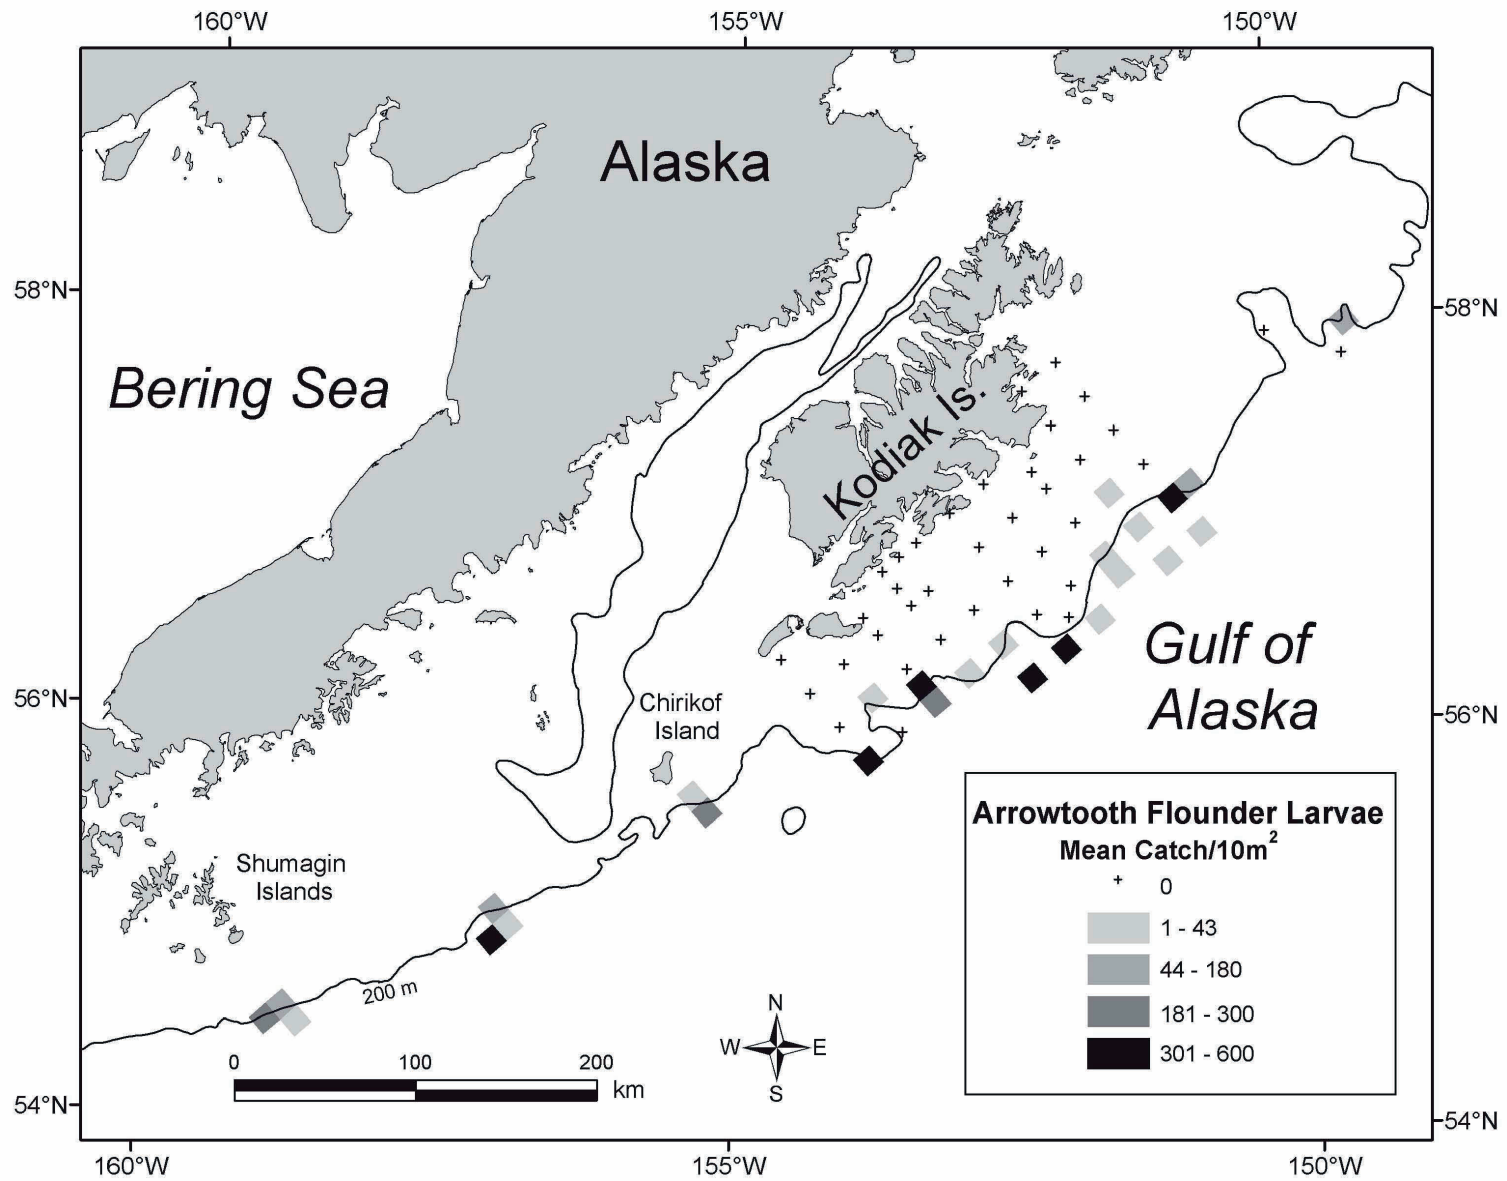 160°W 155°W 150°W
Alaska
58°N
58°N
Bering Sea
Kodiak Is.
Gulf of
Alaska
56°N
56°N
Chirikof
Island
Shumagin
Islands
200 m
Arrowtooth Flounder Larvae
Mean Catch/10m²
+ 0
1 - 43
44 - 180
181 - 300
301 - 600
N
W E
S
0 100 200
km
54°N
54°N
160°W 155°W 150°W